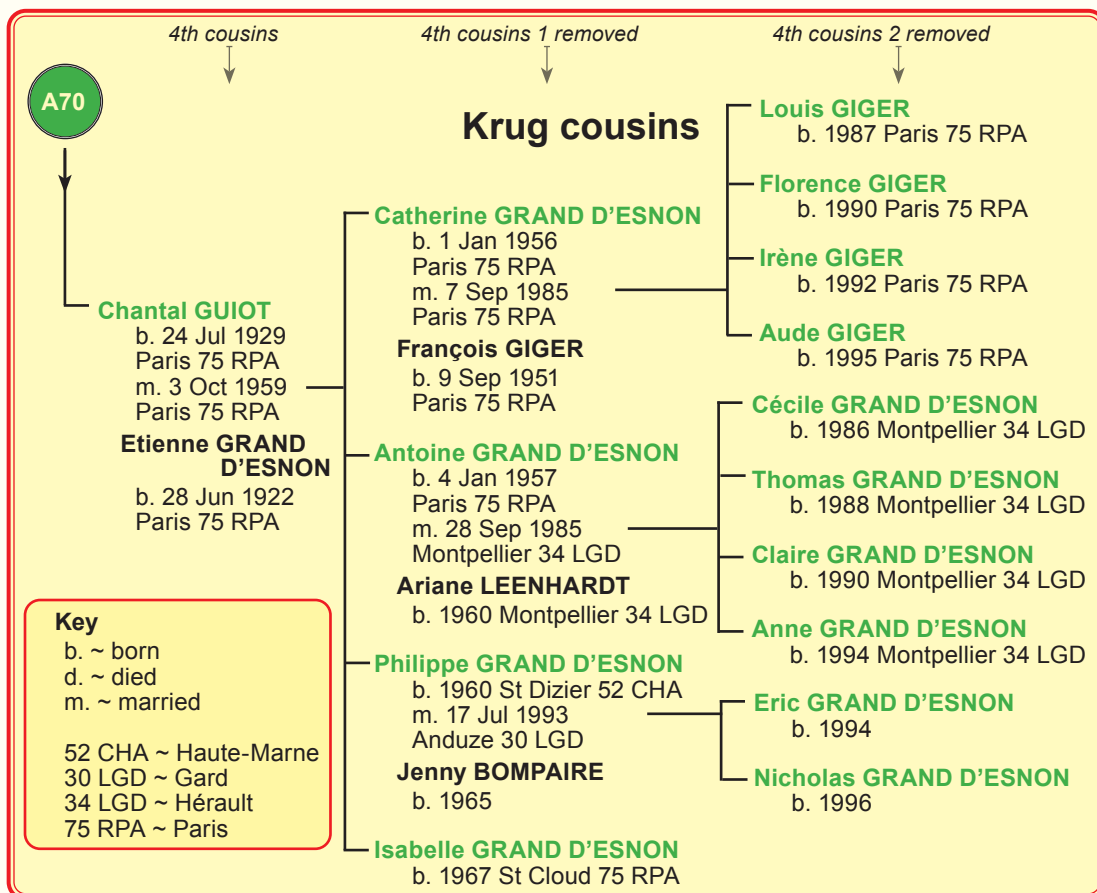 4th cousins
4th cousins 1 removed
4th cousins 2 removed
A70
Krug cousins
Chantal GUIOT
b. 24 Jul 1929
Paris 75 RPA
m. 3 Oct 1959
Paris 75 RPA
Etienne GRAND
D’ESNON
b. 28 Jun 1922
Paris 75 RPA
Catherine GRAND D’ESNON
b. 1 Jan 1956
Paris 75 RPA
m. 7 Sep 1985
Paris 75 RPA
François GIGER
b. 9 Sep 1951
Paris 75 RPA
Antoine GRAND D’ESNON
b. 4 Jan 1957
Paris 75 RPA
m. 28 Sep 1985
Montpellier 34 LGD
Ariane LEENHARDT
b. 1960 Montpellier 34 LGD
Philippe GRAND D’ESNON
b. 1960 St Dizier 52 CHA
m. 17 Jul 1993
Anduze 30 LGD
Jenny BOMPAIRE
b. 1965
Isabelle GRAND D’ESNON
b. 1967 St Cloud 75 RPA
Louis GIGER
b. 1987 Paris 75 RPA
Florence GIGER
b. 1990 Paris 75 RPA
Irène GIGER
b. 1992 Paris 75 RPA
Aude GIGER
b. 1995 Paris 75 RPA
Cécile GRAND D’ESNON
b. 1986 Montpellier 34 LGD
Thomas GRAND D’ESNON
b. 1988 Montpellier 34 LGD
Claire GRAND D’ESNON
b. 1990 Montpellier 34 LGD
Anne GRAND D’ESNON
b. 1994 Montpellier 34 LGD
Eric GRAND D’ESNON
b. 1994
Nicholas GRAND D’ESNON
b. 1996
Key
b. ~ born
d. ~ died
m. ~ married
52 CHA ~ Haute-Marne
30 LGD ~ Gard
34 LGD ~ Hérault
75 RPA ~ Paris